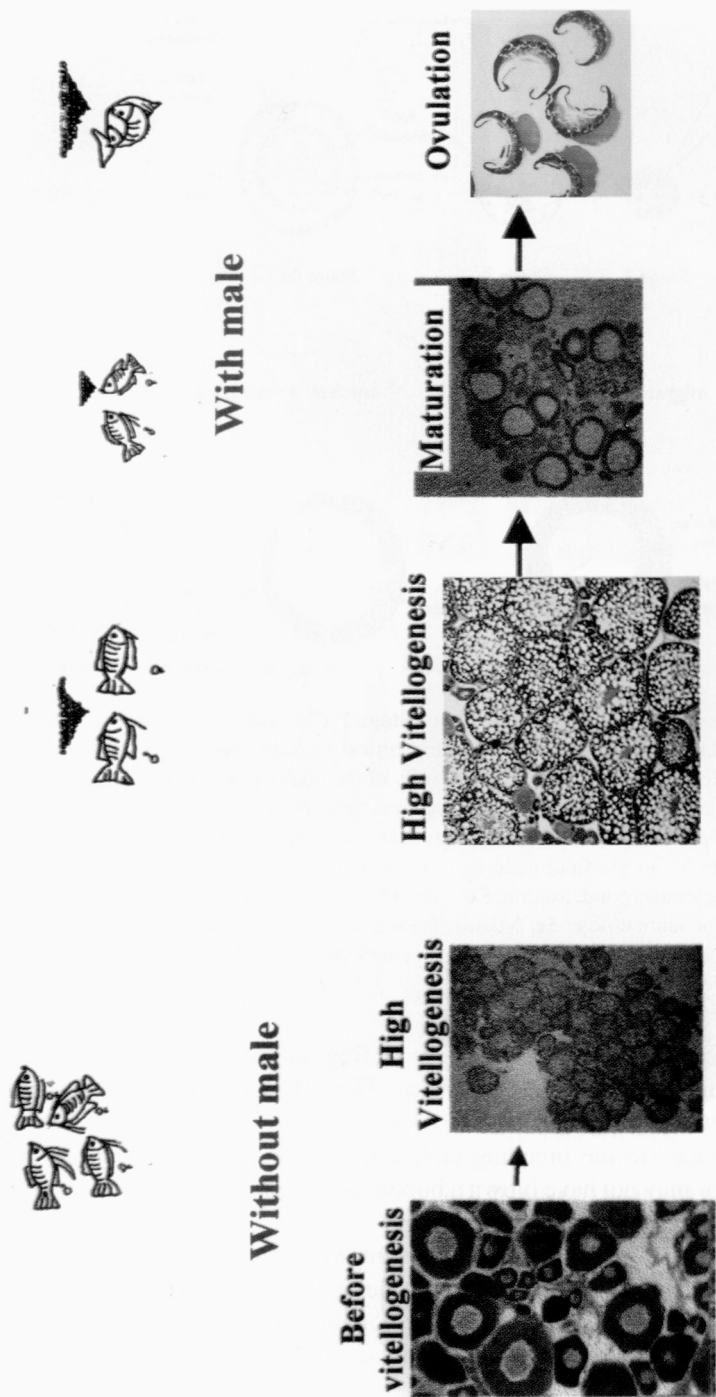 Without male
With male
Before
vitellogenesis
High
Vitellogenesis
High Vitellogenesis
Maturation
Ovulation